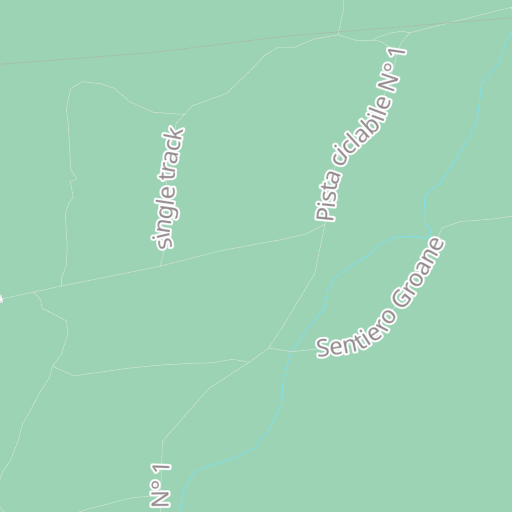 Pista ciclabile N° 1
single track
Sentiero Groane
N° 1